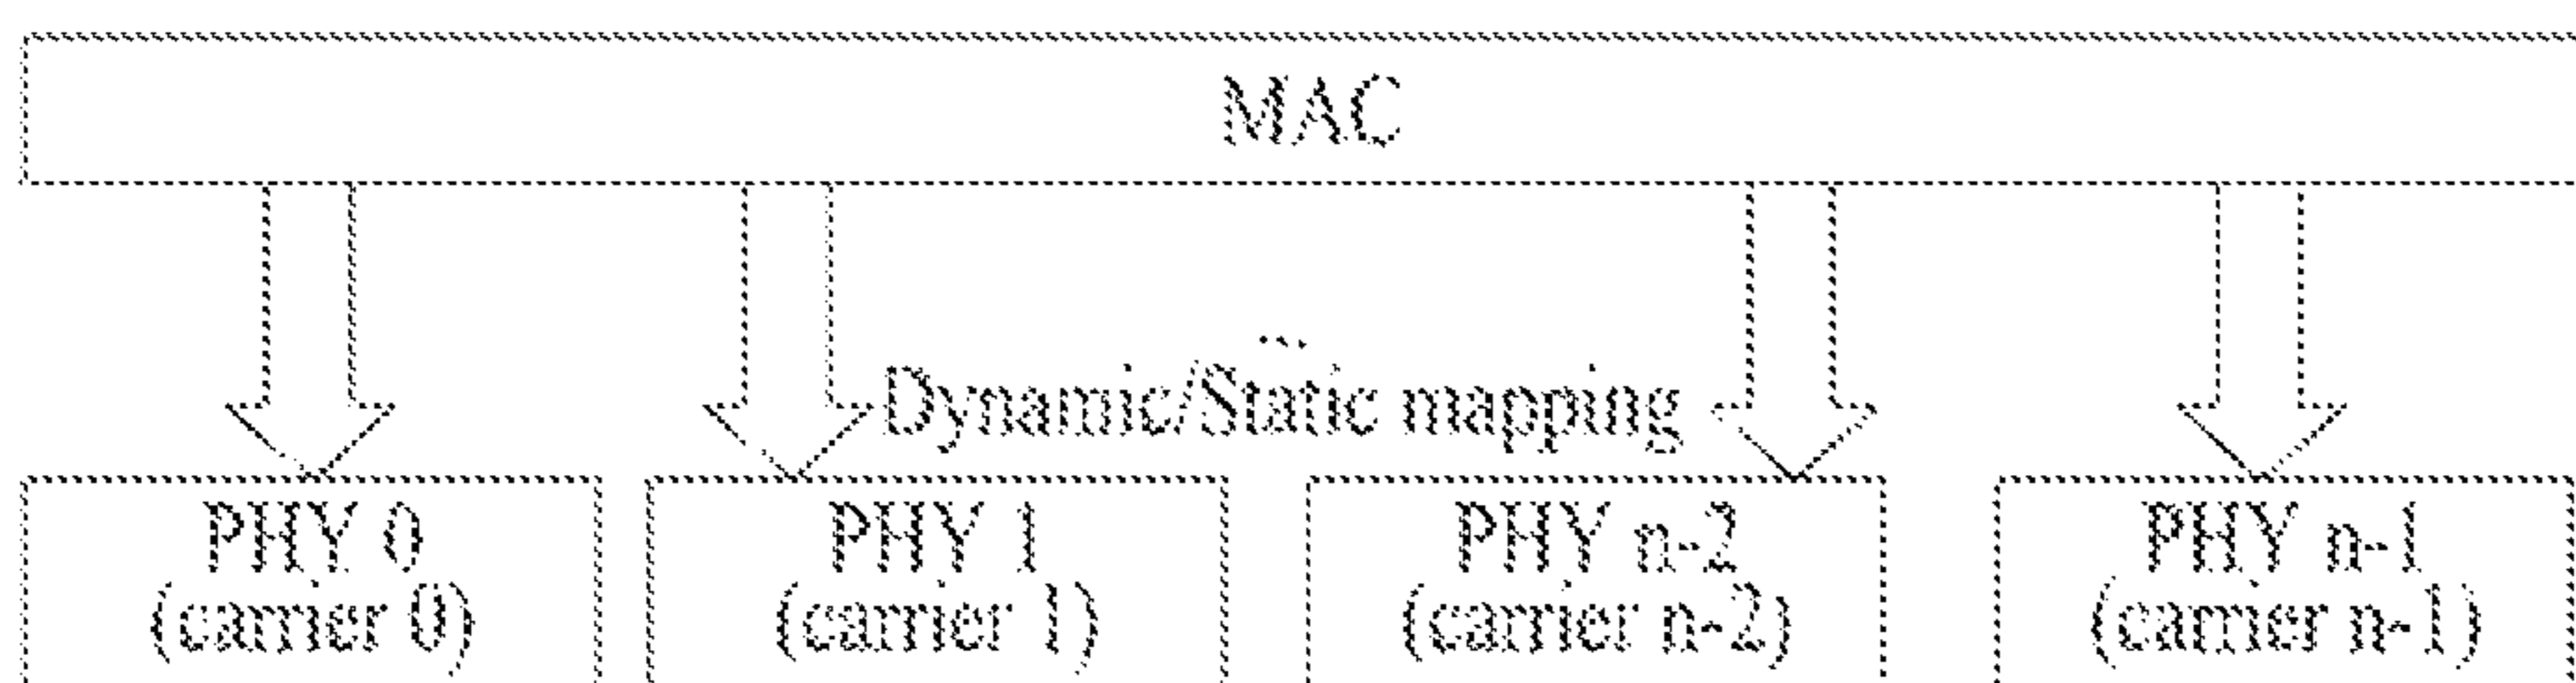 MAC
...
Dynamic/Static mapping
PHY 0
(carrier 0)
PHY 1
(carrier 1)
PHY n-2
(carrier n-2)
PHY n-1
(carrier n-1)